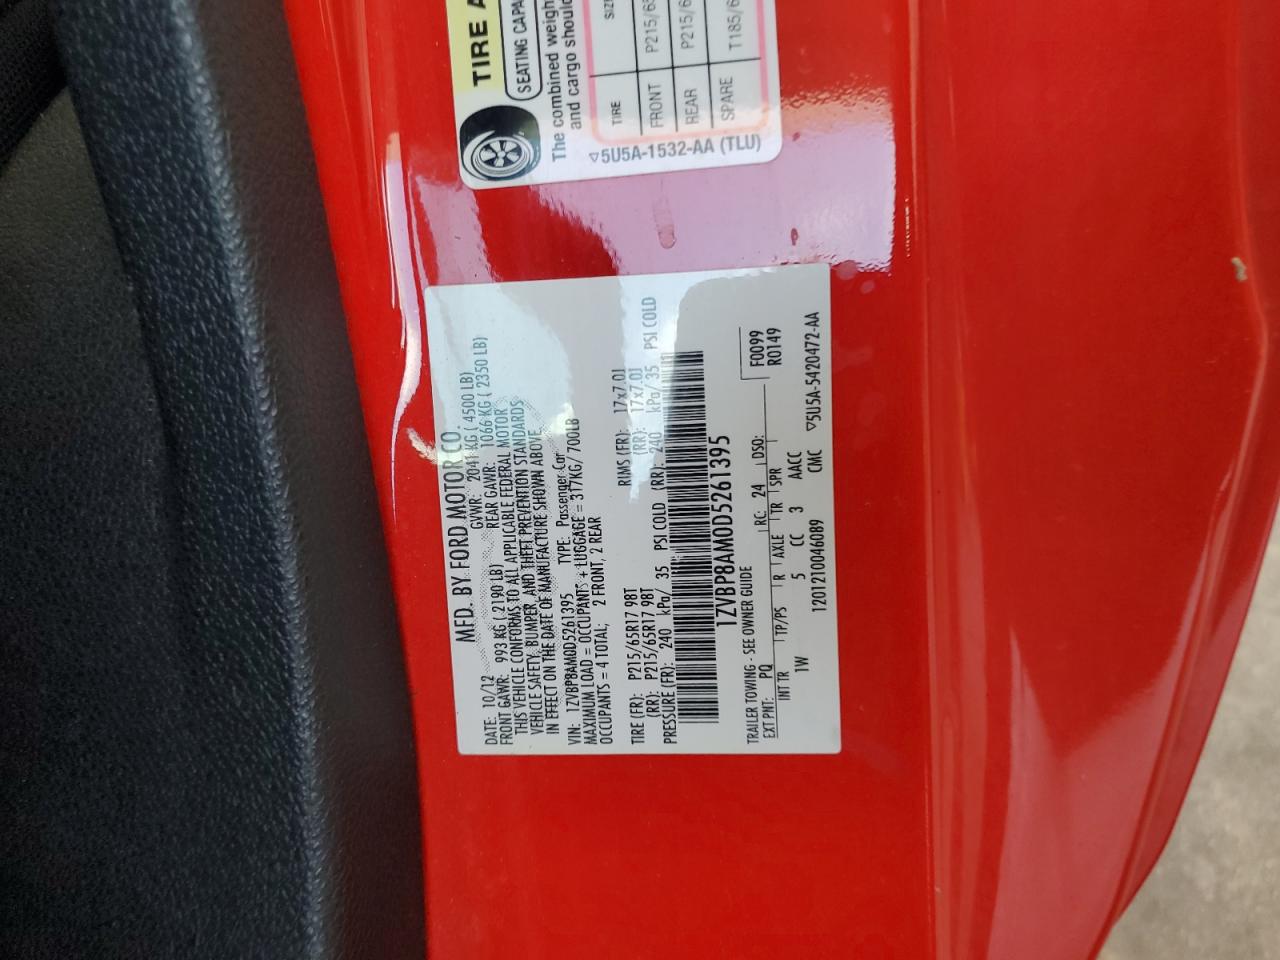 TIRE A
SEATING CAPA
The combined weigh
and cargo shoul
TIRE SIZE
FRONT P215/65
REAR P215/6
SPARE T185/6
▽5U5A-1532-AA (TLU)
MFD. BY FORD MOTOR CO.
DATE: 10/12 GVWR: 2041 KG ( 4500 LB)
FRONT GAWR: 993 KG ( 2190 LB) REAR GAWR: 1066 KG ( 2350 LB)
THIS VEHICLE CONFORMS TO ALL APPLICABLE FEDERAL MOTOR
VEHICLE SAFETY, BUMPER, AND THEFT PREVENTION STANDARDS
IN EFFECT ON THE DATE OF MANUFACTURE SHOWN ABOVE.
VIN: 1ZVBP8AM0D5261395 TYPE: Passenger Car
MAXIMUM LOAD = OCCUPANTS + LUGGAGE = 317KG/ 700LB
OCCUPANTS = 4 TOTAL; 2 FRONT, 2 REAR
TIRE (FR): P215/65R17 98T RIMS (FR): 17x7.0J
(RR): P215/65R17 98T (RR): 17x7.0J
PRESSURE (FR): 240 kPa/ 35 PSI COLD (RR): 240 kPa/ 35 PSI COLD
1ZVBP8AM0D5261395
TRAILER TOWING - SEE OWNER GUIDE F0099
EXT PNT: PQ RC: 24 DSO: R0149
INT TR TP/PS R AXLE TR SPR
1W 5 CC 3 AACC
1201210046089 CMC ▽5U5A-5420472-AA